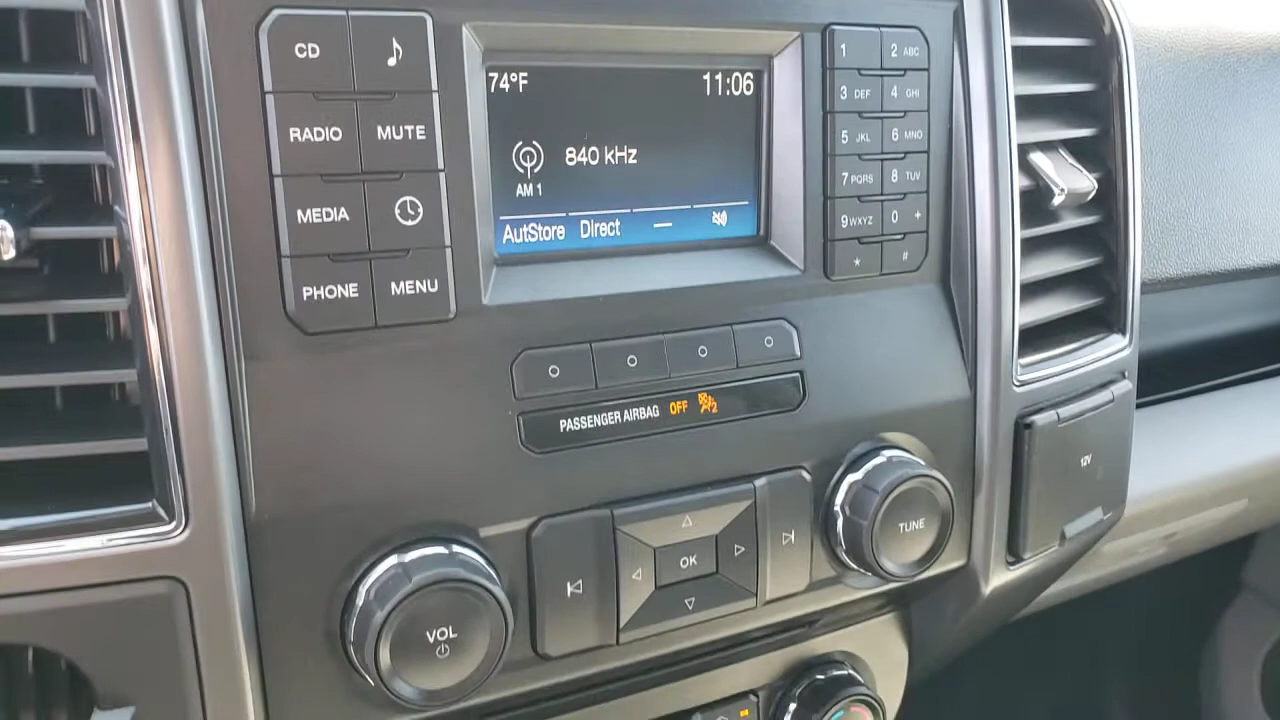 CD
RADIO MUTE
MEDIA
PHONE MENU
74°F 11:06
840 kHz
AM 1
AutStore Direct —
1 2 ABC
3 DEF 4 GHI
5 JKL 6 MNO
7 PQRS 8 TUV
9 WXYZ 0 +
* #
PASSENGER AIRBAG OFF 2
12V
TUNE
OK
VOL